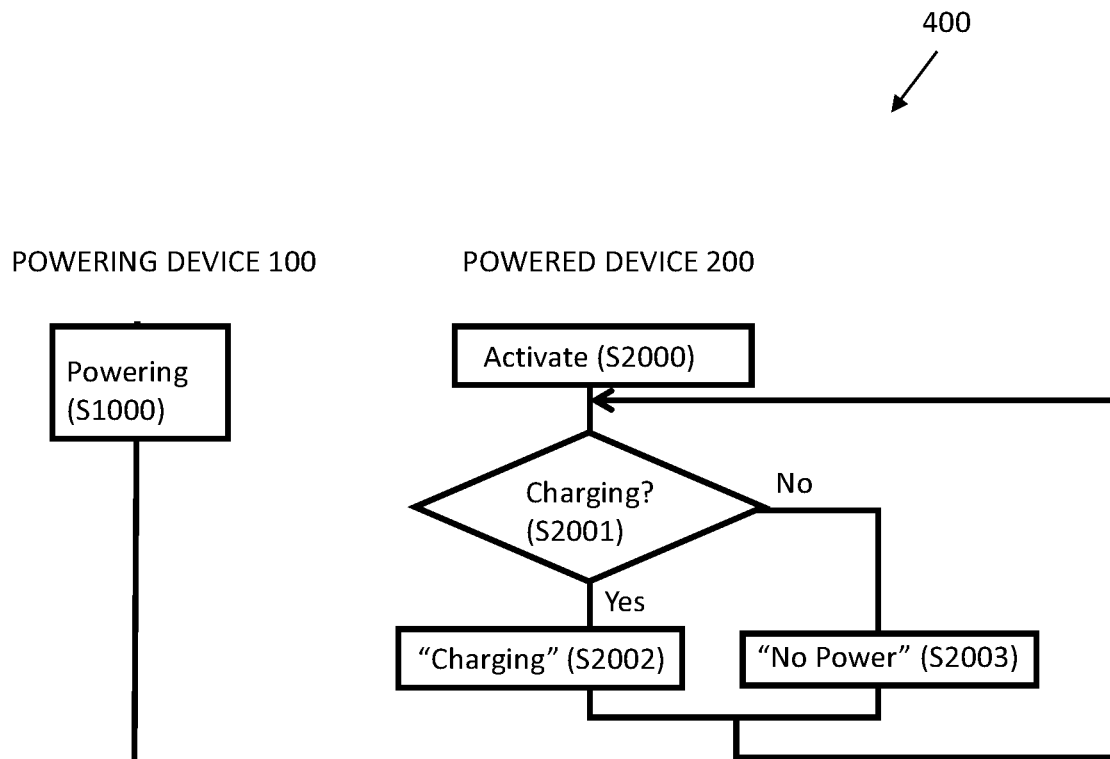 400
POWERING DEVICE 100
POWERED DEVICE 200
Powering
(S1000)
Activate (S2000)
Charging?
(S2001)
No
Yes
“Charging” (S2002)
“No Power” (S2003)